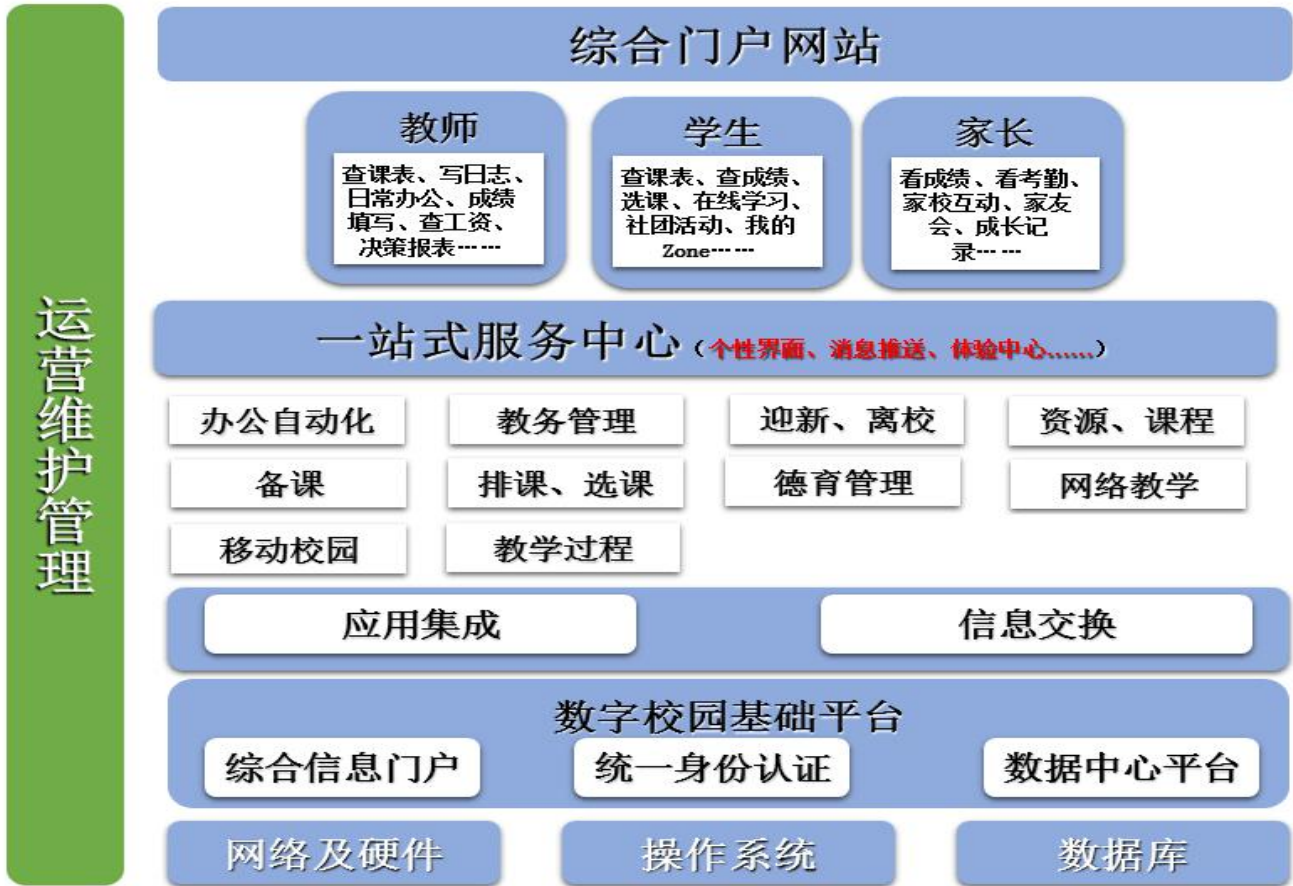 综合门户网站
教师
查课表、写日志、
日常办公、成绩
填写、查工资、
决策报表……
学生
查课表、查成绩、
选课、在线学习、
社团活动、我的
Zone……
家长
看成绩、看考勤、
家校互动、家友
会、成长记
录……
运营维护管理
一站式服务中心（个性界面、消息推送、体验中心......）
办公自动化
教务管理
迎新、离校
资源、课程
备课
排课、选课
德育管理
网络教学
移动校园
教学过程
应用集成
信息交换
数字校园基础平台
综合信息门户
统一身份认证
数据中心平台
网络及硬件
操作系统
数据库